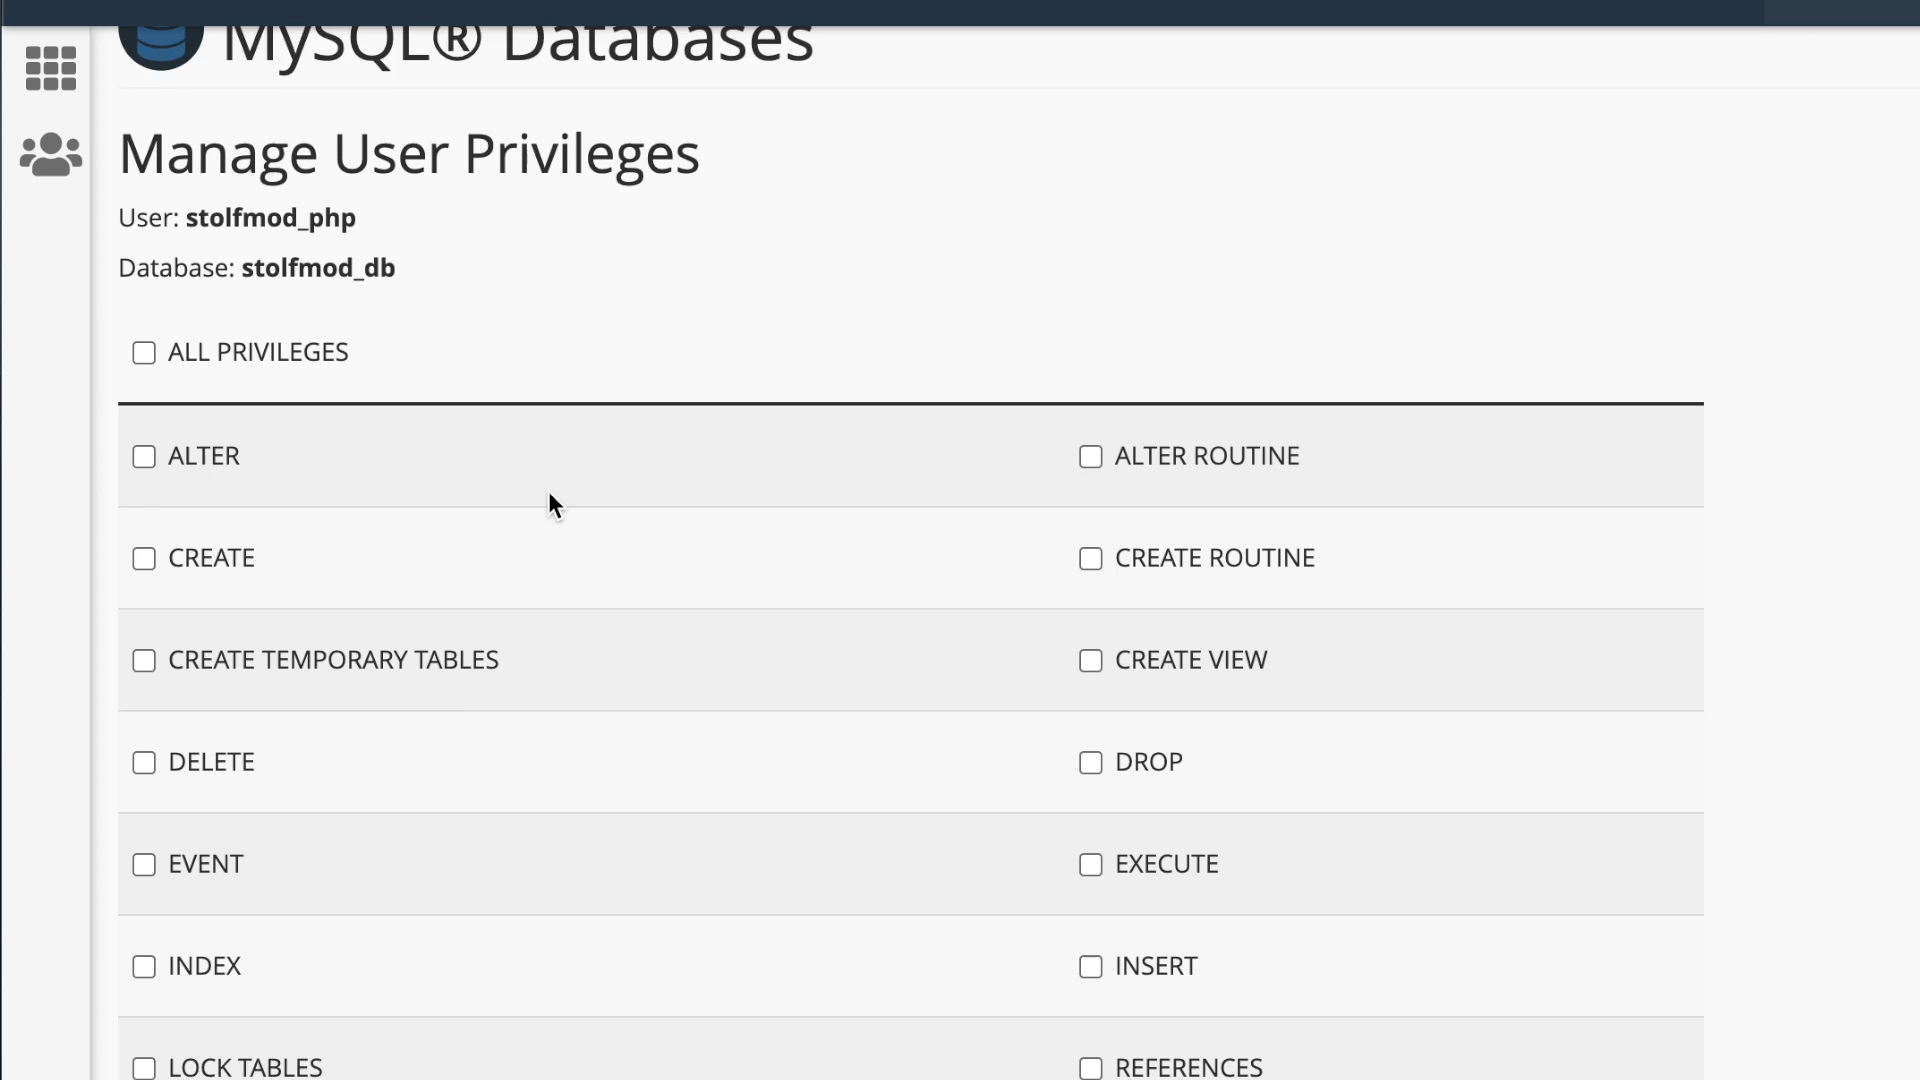 MySQL® Databases
Manage User Privileges
User: stolfmod_php
Database: stolfmod_db
ALL PRIVILEGES
ALTER
ALTER ROUTINE
CREATE
CREATE ROUTINE
CREATE TEMPORARY TABLES
CREATE VIEW
DELETE
DROP
EVENT
EXECUTE
INDEX
INSERT
LOCK TABLES
REFERENCES